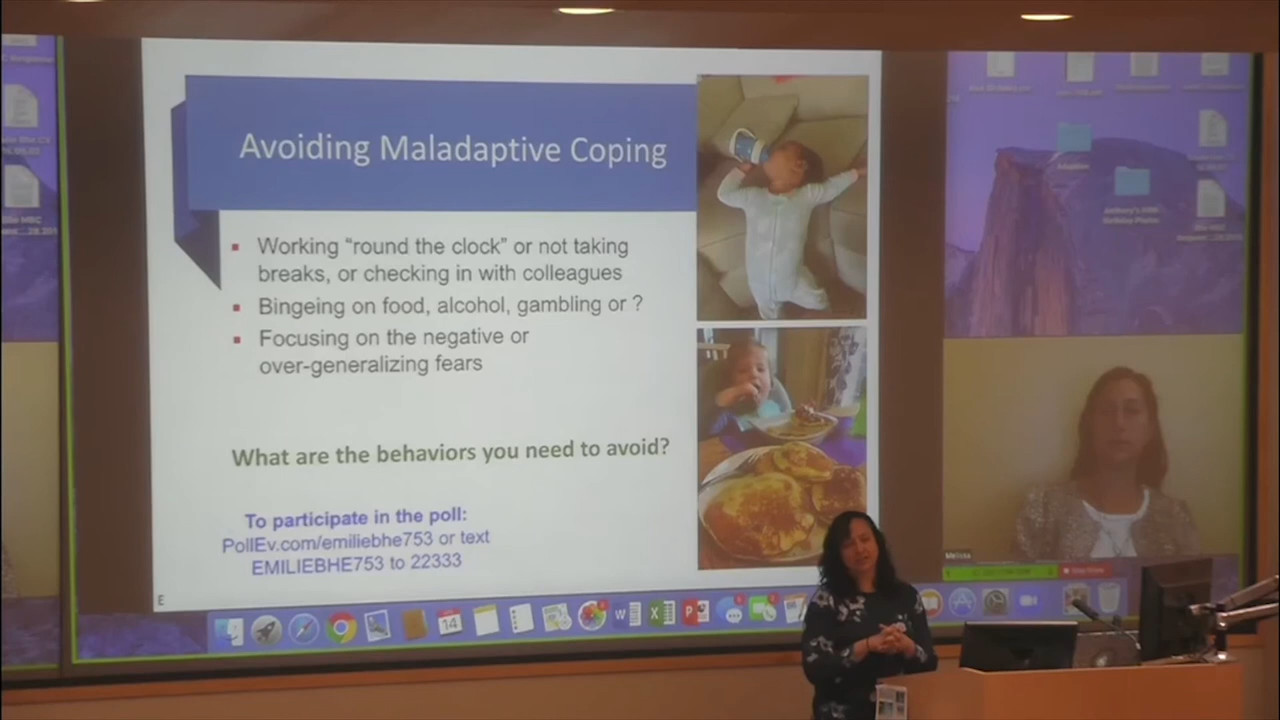 Avoiding Maladaptive Coping
Working “round the clock” or not taking
breaks, or checking in with colleagues
Bingeing on food, alcohol, gambling or ?
Focusing on the negative or
over-generalizing fears
What are the behaviors you need to avoid?
To participate in the poll:
PollEv.com/emiliebhe753 or text
EMILIEBHE753 to 22333
E
14
Melissa